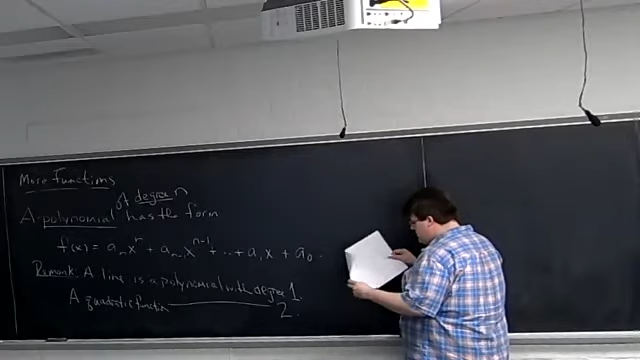 More Functions
of degree n
A polynomial has the form
f(x) = aₙxⁿ + aₙ₋₁xⁿ⁻¹ + ... + a₁x + a₀.
Remark: A line is a polynomial with degree 1.
A quadratic function ______ 2.